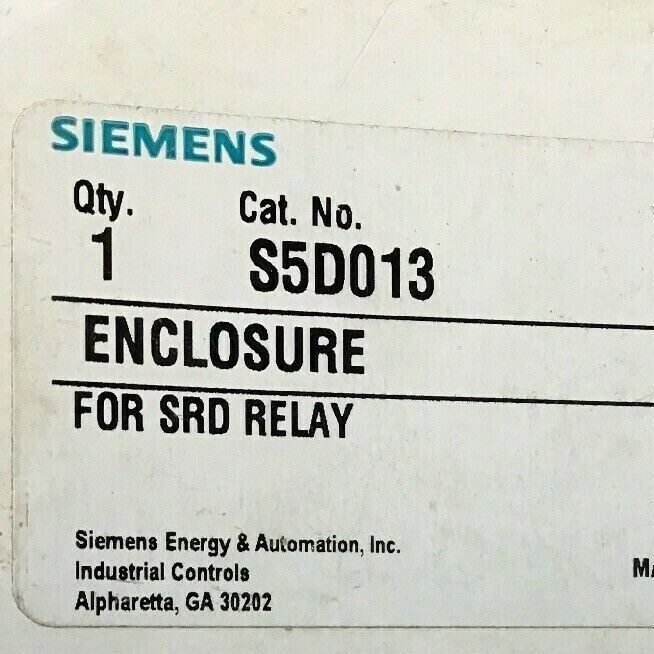 SIEMENS
Qty. Cat. No.
1 S5D013
ENCLOSURE
FOR SRD RELAY
Siemens Energy & Automation, Inc.
Industrial Controls
Alpharetta, GA 30202